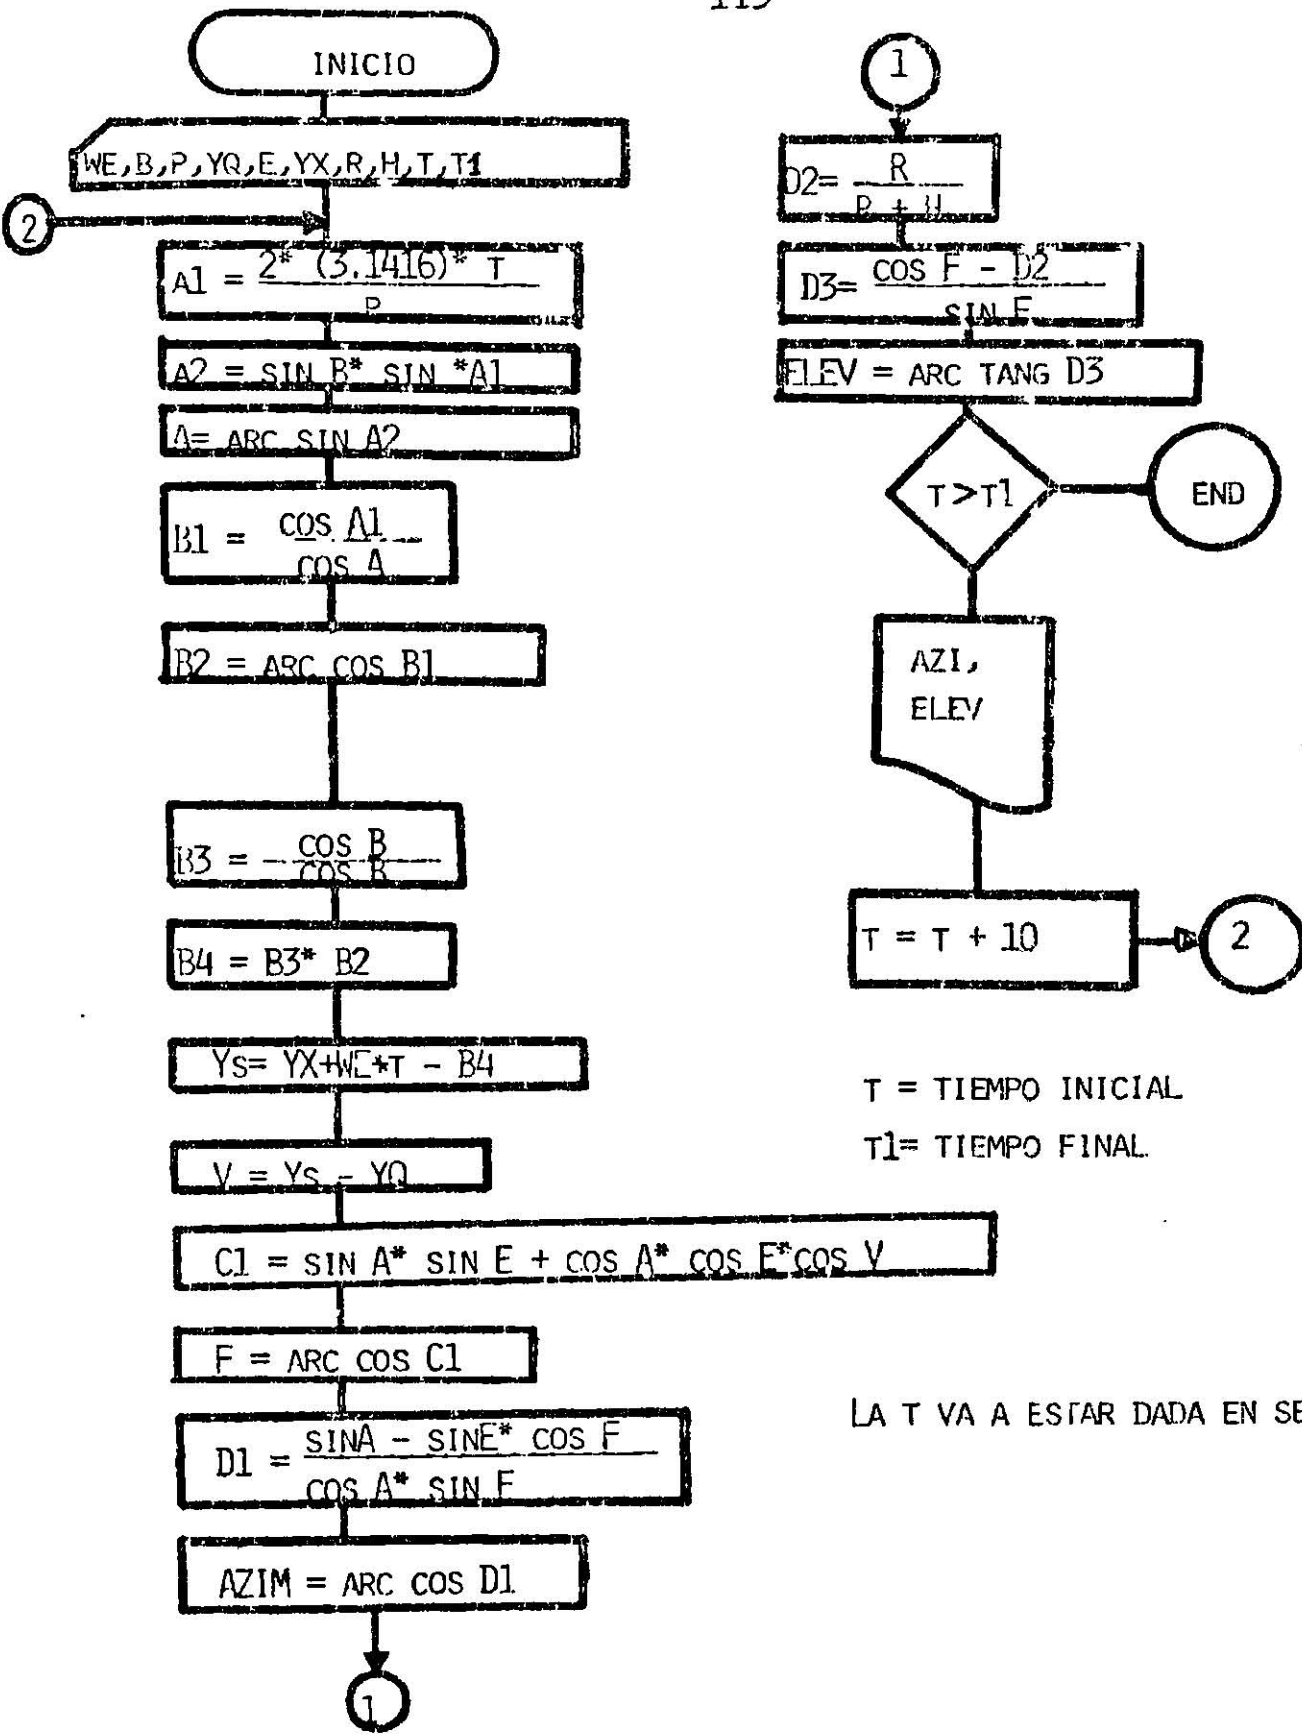 INICIO
WE,B,P,YQ,E,YX,R,H,T,T1
2
A1 = 2* (3.1416)* T
P
A2 = SIN B* SIN *A1
A= ARC SIN A2
B1 = COS A1
COS A
B2 = ARC COS B1
B3 = COS B
COS B
B4 = B3* B2
YS= YX+WE*T - B4
V = YS - YQ
C1 = SIN A* SIN E + COS A* COS E*COS V
F = ARC COS C1
D1 = SINA - SINE* COS F
COS A* SIN F
AZIM = ARC COS D1
1
1
D2= R
R + H
D3= COS F - D2
SIN F
ELEV = ARC TANG D3
T>T1
END
AZI,
ELEV
T = T + 10
2
T = TIEMPO INICIAL
T1= TIEMPO FINAL
LA T VA A ESTAR DADA EN SE